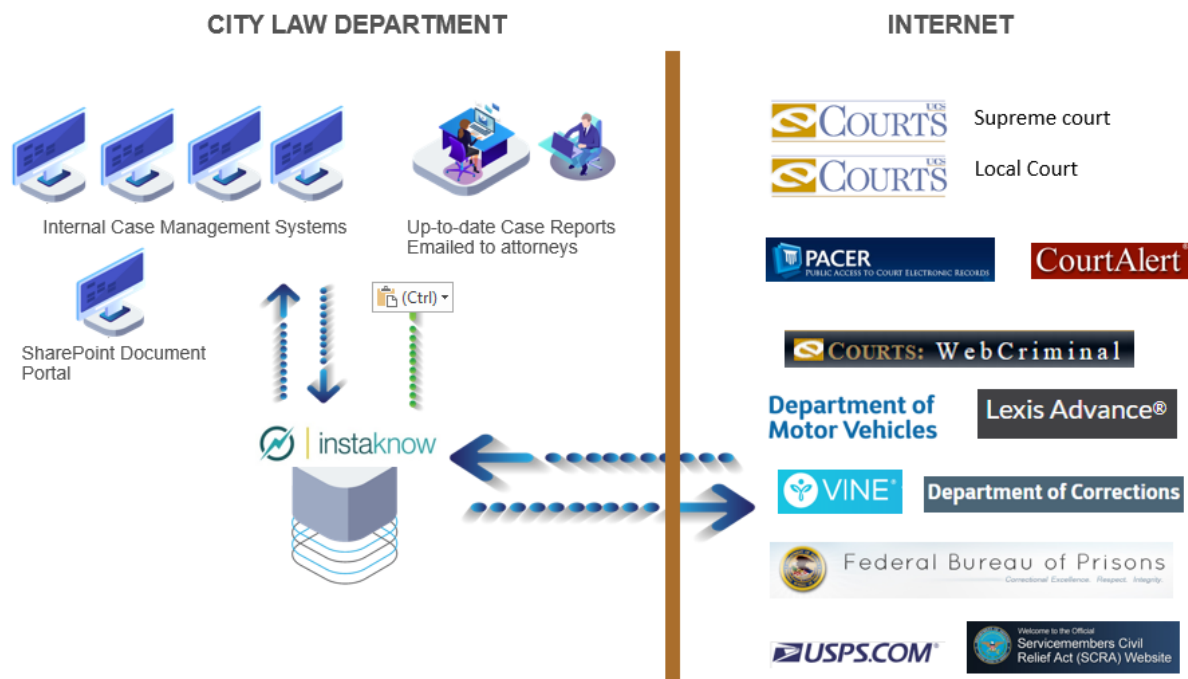 CITY LAW DEPARTMENT
INTERNET
Internal Case Management Systems
Up-to-date Case Reports
Emailed to attorneys
SharePoint Document
Portal
(Ctrl)
instaknow
UCS
COURTS
Supreme court
UCS
COURTS
Local Court
PACER
PUBLIC ACCESS TO COURT ELECTRONIC RECORDS
CourtAlert®
COURTS: WebCriminal
Department of
Motor Vehicles
Lexis Advance®
VINE®
Department of Corrections
Federal Bureau of Prisons
Correctional Excellence. Respect. Integrity.
USPS.COM®
Welcome to the Official
Servicemembers Civil
Relief Act (SCRA) Website